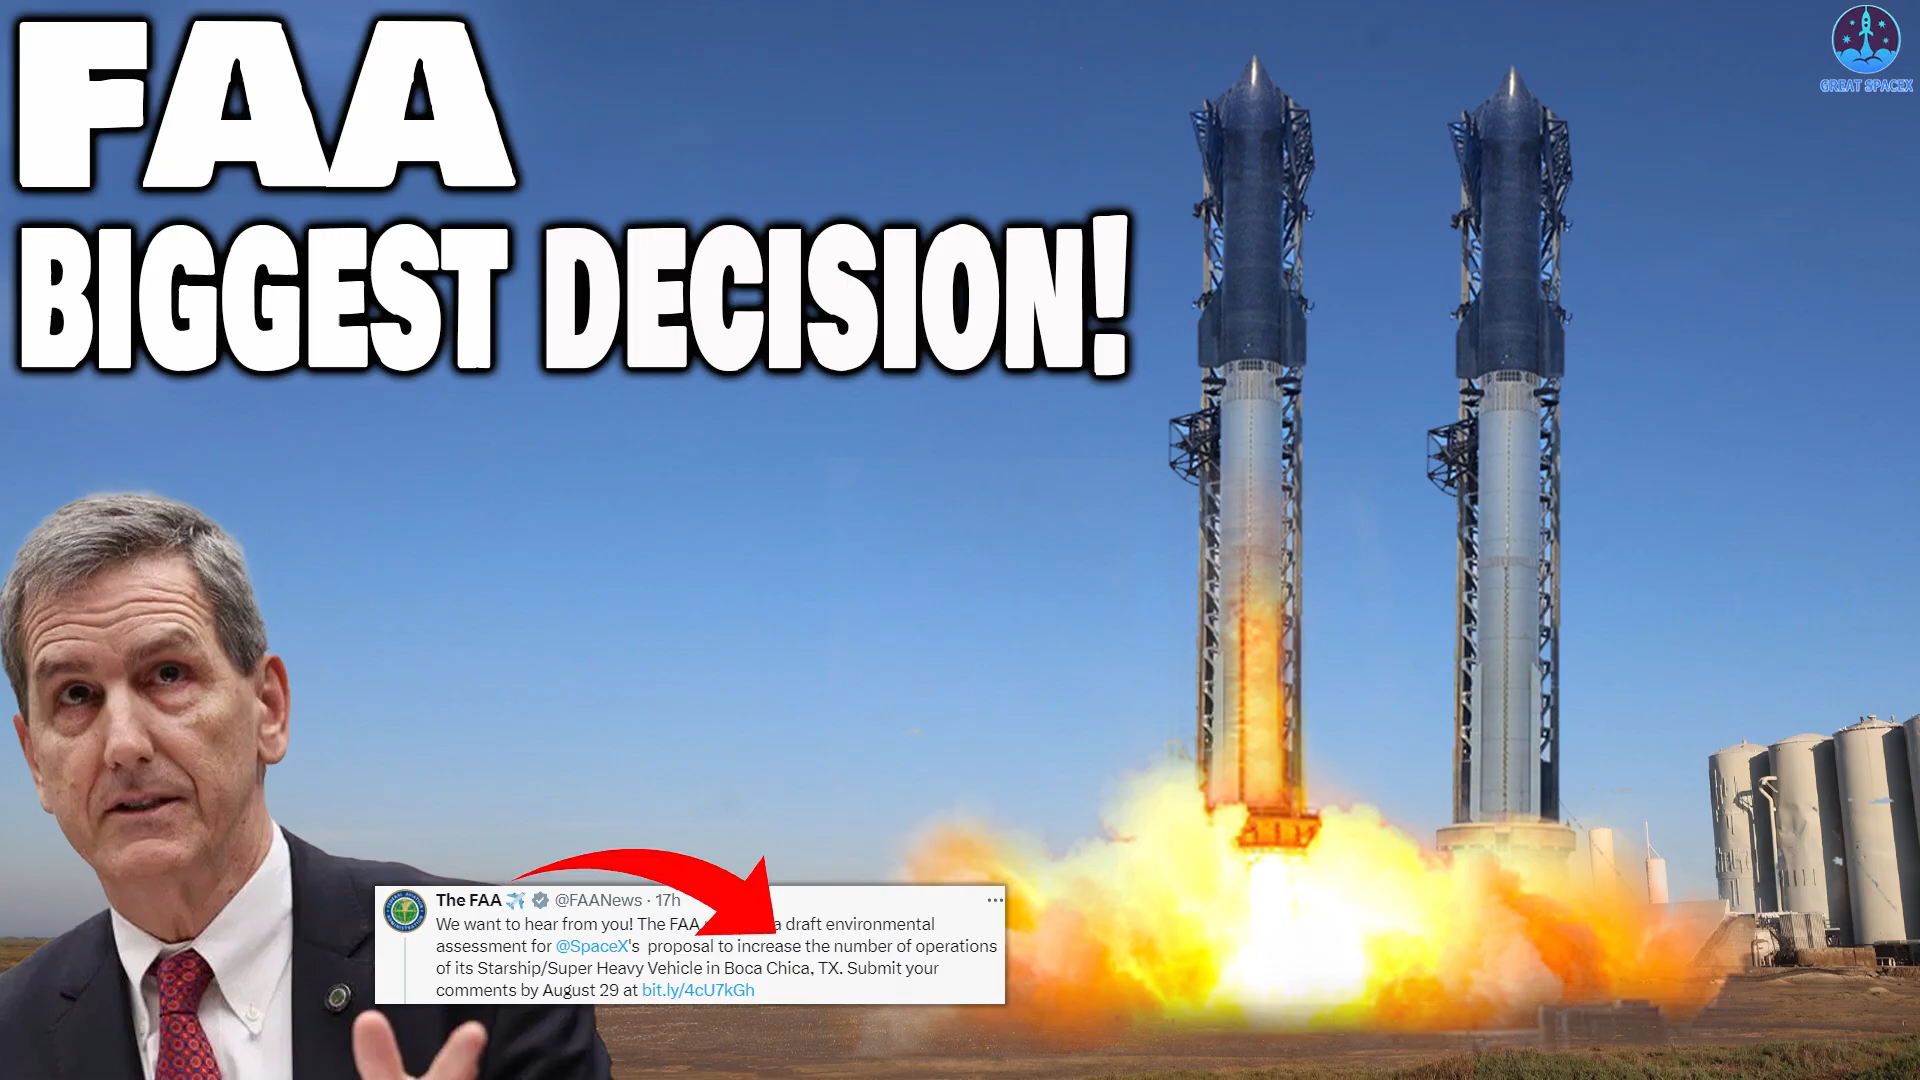 FAA
BIGGEST DECISION!
GREAT SPACEX
The FAA @FAANews · 17h
We want to hear from you! The FAA a draft environmental
assessment for @SpaceX's proposal to increase the number of operations
of its Starship/Super Heavy Vehicle in Boca Chica, TX. Submit your
comments by August 29 at bit.ly/4cU7kGh